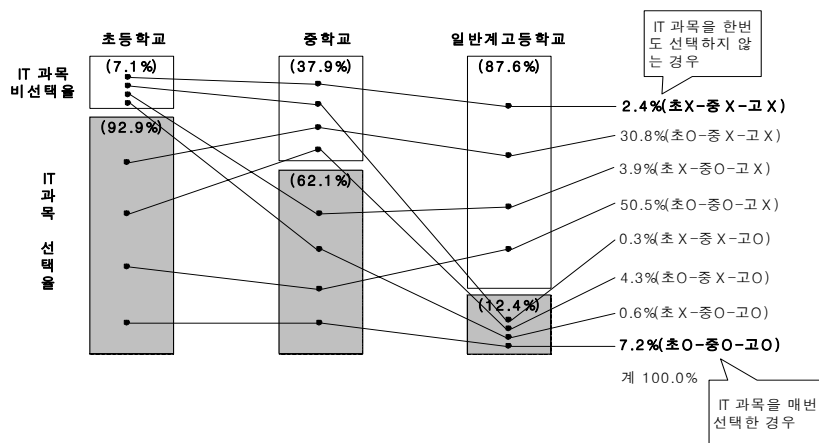 초등학교
중학교
일반계고등학교
IT 과목을 한번
도 선택하지 않
는 경우
IT 과목
비선택율
(7.1%)
(37.9%)
(87.6%)
2.4%(초X-중X-고X)
(92.9%)
30.8%(초O-중X-고X)
IT
과
목
선
택
율
(62.1%)
3.9%(초X-중O-고X)
50.5%(초O-중O-고X)
0.3%(초X-중X-고O)
4.3%(초O-중X-고O)
(12.4%)
0.6%(초X-중O-고O)
7.2%(초O-중O-고O)
계 100.0%
IT 과목을 매번
선택한 경우